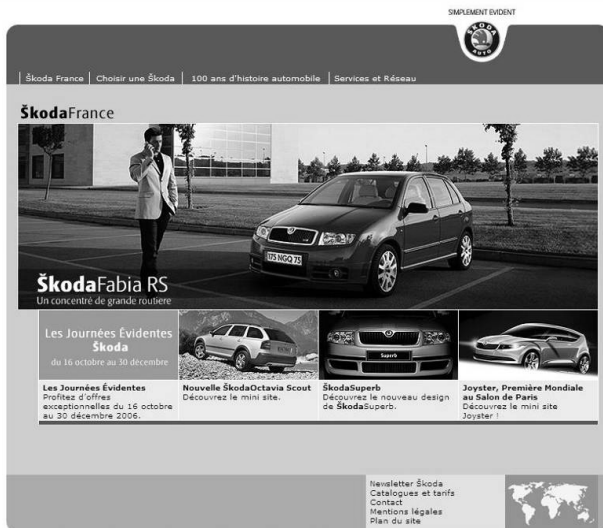 SIMPLEMENT EVIDENT
ŠKODA
AUTO
Škoda France | Choisir une Škoda | 100 ans d'histoire automobile | Services et Réseau
ŠkodaFrance
175 NGQ 75
ŠkodaFabia RS
Un concentré de grande routière
Les Journées Évidentes
Škoda
du 16 octobre au 30 décembre
Superb
Les Journées Évidentes
Profitez d'offres
exceptionnelles du 16 octobre
au 30 décembre 2006.
Nouvelle ŠkodaOctavia Scout
Découvrez le mini site.
ŠkodaSuperb
Découvrez le nouveau design
de ŠkodaSuperb.
Joyster, Première Mondiale
au Salon de Paris
Découvrez le mini site
Joyster !
Newsletter Škoda
Catalogues et tarifs
Contact
Mentions légales
Plan du site